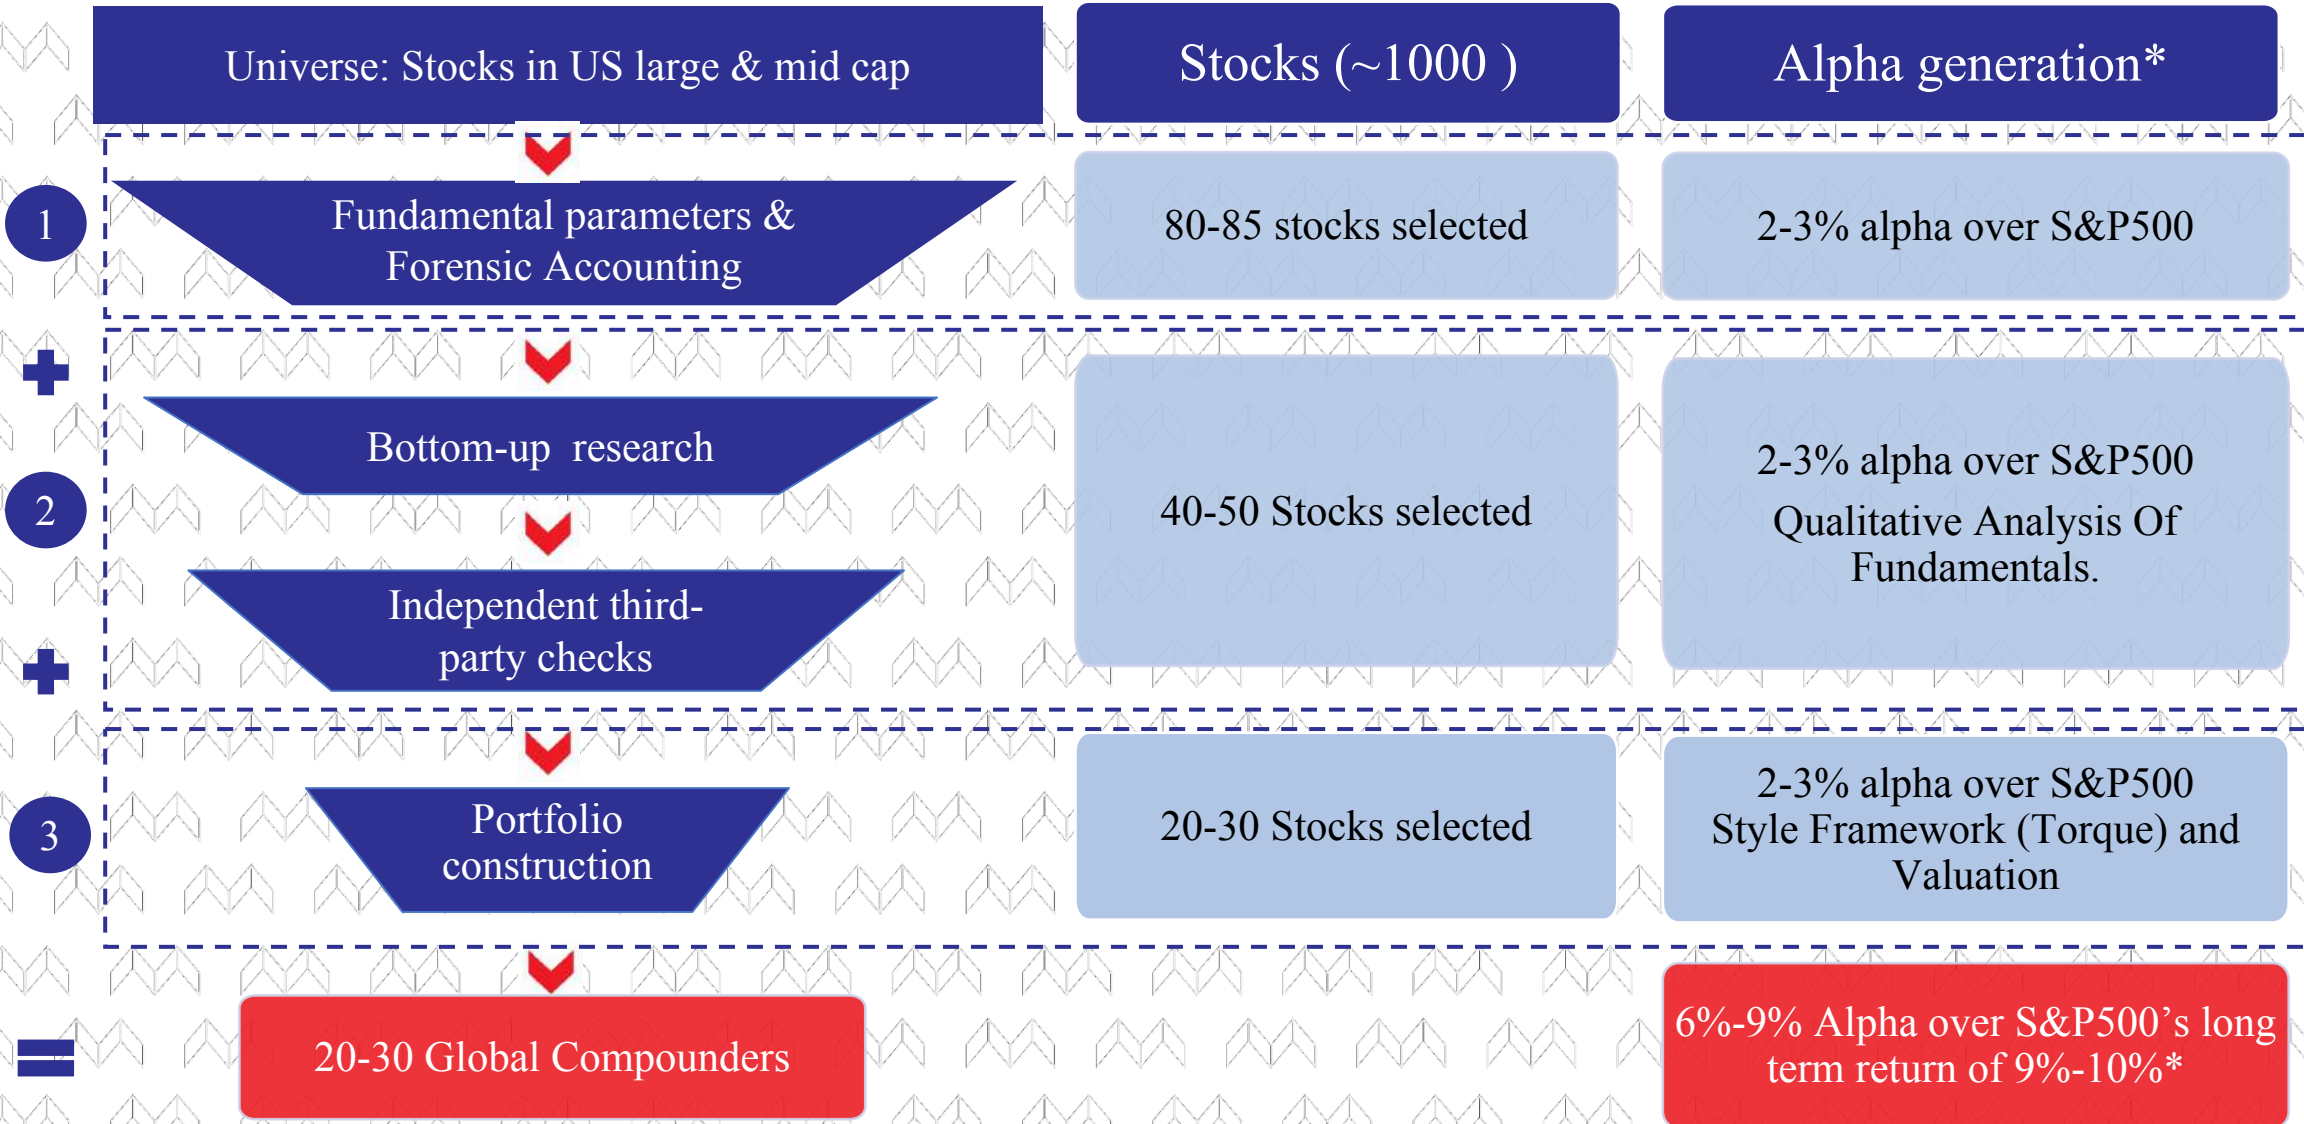 Universe: Stocks in US large & mid cap
Stocks (~1000 )
Alpha generation*
1
Fundamental parameters &
Forensic Accounting
80-85 stocks selected
2-3% alpha over S&P500
2
Bottom-up research
Independent third-
party checks
40-50 Stocks selected
2-3% alpha over S&P500
Qualitative Analysis Of
Fundamentals.
3
Portfolio
construction
20-30 Stocks selected
2-3% alpha over S&P500
Style Framework (Torque) and
Valuation
20-30 Global Compounders
6%-9% Alpha over S&P500’s long
term return of 9%-10%*